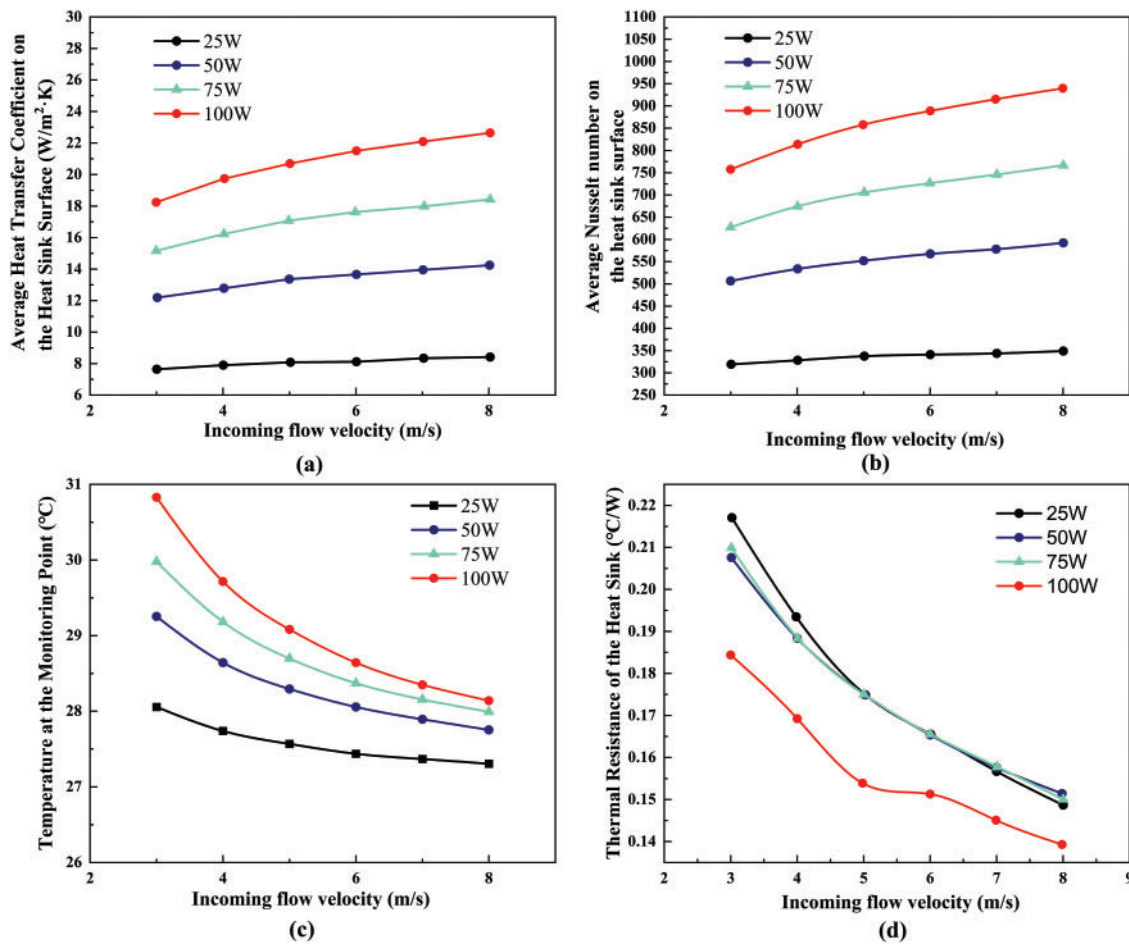 Average Heat Transfer Coefficient on
the Heat Sink Surface (W/m²·K)
30
28
26
24
22
20
18
16
14
12
10
8
6
25W
50W
75W
100W
2
4
6
8
Incoming flow velocity (m/s)
(a)
Average Nusselt number on
the heat sink surface
1100
1050
1000
950
900
850
800
750
700
650
600
550
500
450
400
350
300
250
25W
50W
75W
100W
2
3
4
5
6
7
8
9
Incoming flow velocity (m/s)
(b)
Temperature at the Monitoring Point (°C)
31
30
29
28
27
26
25W
50W
75W
100W
2
4
6
8
Incoming flow velocity (m/s)
(c)
Thermal Resistance of the Heat Sink (°C/W)
0.22
0.21
0.20
0.19
0.18
0.17
0.16
0.15
0.14
25W
50W
75W
100W
2
3
4
5
6
7
8
9
Incoming flow velocity (m/s)
(d)